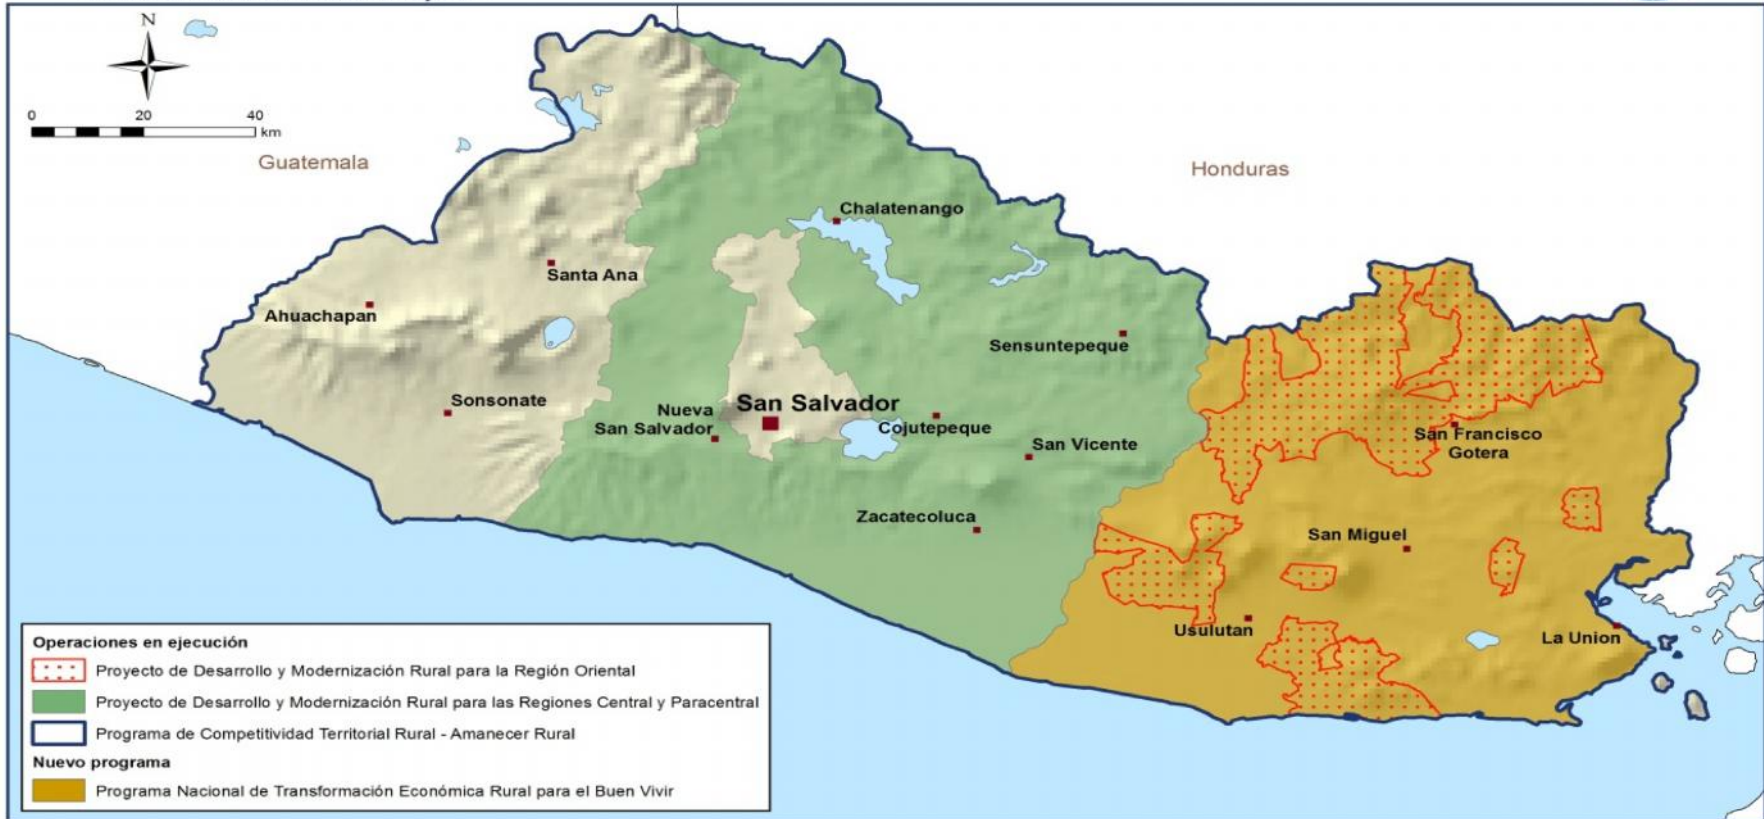 N
0 20 40
km
Guatemala
Honduras
Chalatenango
Santa Ana
Ahuachapan
Sensuntepeque
Sonsonate
Nueva
San Salvador
San Salvador
Cojutepeque
San Vicente
San Francisco
Gotera
Zacatecoluca
San Miguel
Usulutan
La Union
Operaciones en ejecución
Proyecto de Desarrollo y Modernización Rural para la Región Oriental
Proyecto de Desarrollo y Modernización Rural para las Regiones Central y Paracentral
Programa de Competitividad Territorial Rural - Amanecer Rural
Nuevo programa
Programa Nacional de Transformación Económica Rural para el Buen Vivir